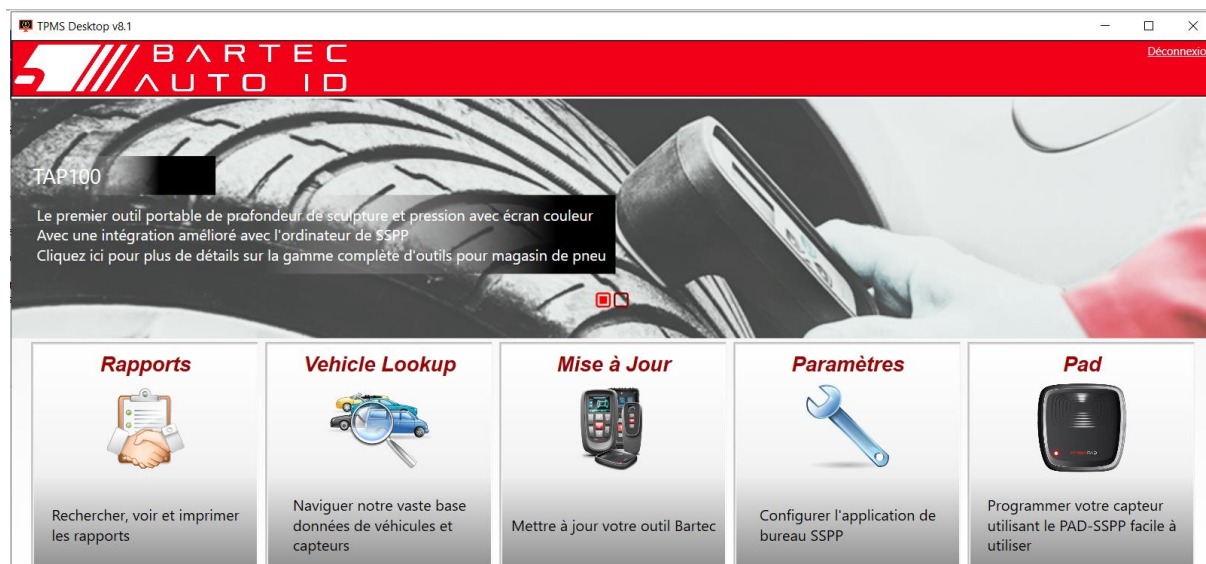 TPMS Desktop v8.1
BARTEC
AUTO ID
Déconnexio
TAP100
Le premier outil portable de profondeur de sculpture et pression avec écran couleur
Avec une intégration amélioré avec l'ordinateur de SSPP
Cliquez ici pour plus de détails sur la gamme complète d'outils pour magasin de pneu
Rapports
Rechercher, voir et imprimer
les rapports
Vehicle Lookup
Naviguer notre vaste base
données de véhicules et
capteurs
Mise à Jour
Mettre à jour votre outil Bartec
Paramètres
Configurer l'application de
bureau SSPP
Pad
Programmer votre capteur
utilisant le PAD-SSPP facile à
utiliser